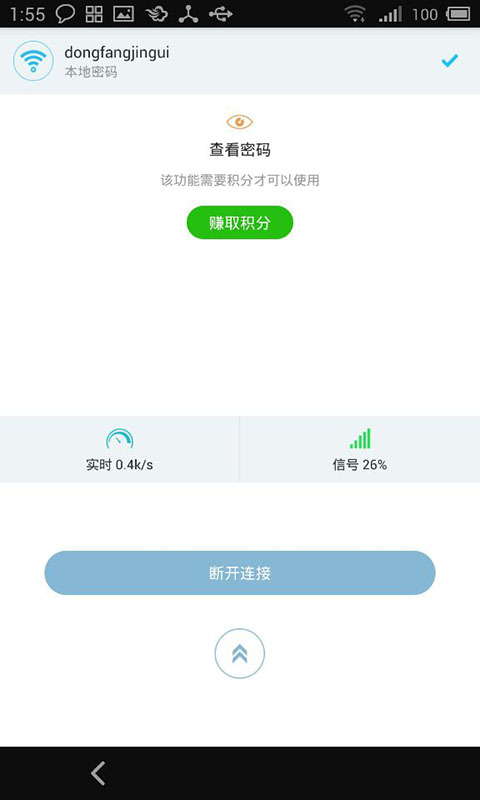 1:55
100
dongfangjingui
本地密码
查看密码
该功能需要积分才可以使用
赚取积分
实时 0.4k/s
信号 26%
断开连接